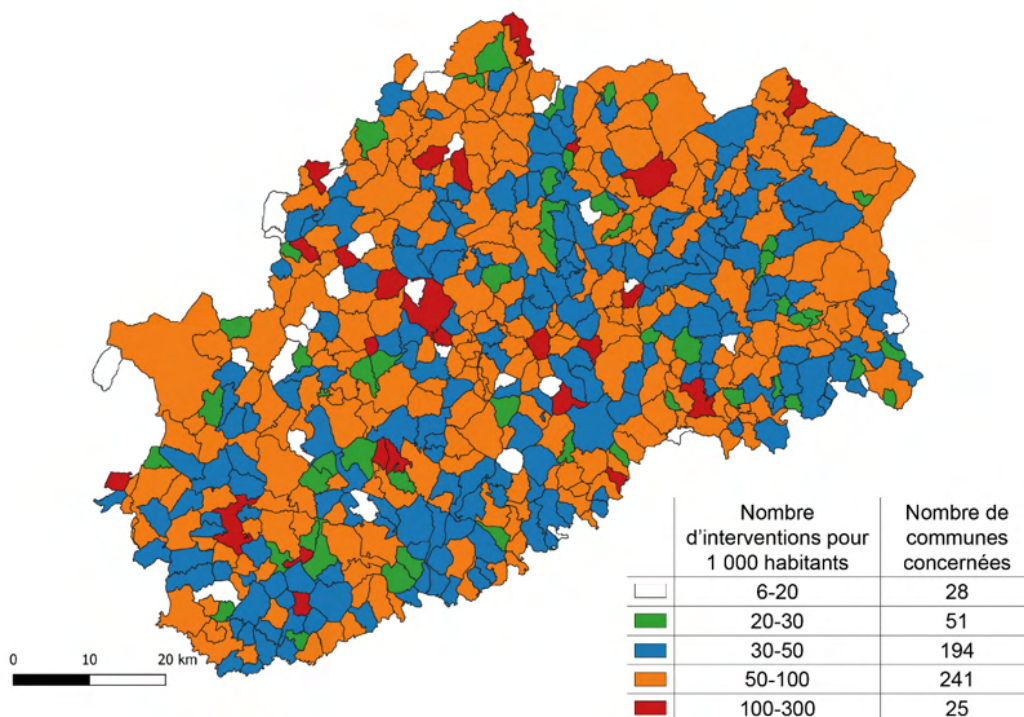 Nombre
d'interventions pour
1 000 habitants
Nombre de
communes
concernées
6-20 28
20-30 51
30-50 194
50-100 241
100-300 25
0 10 20 km